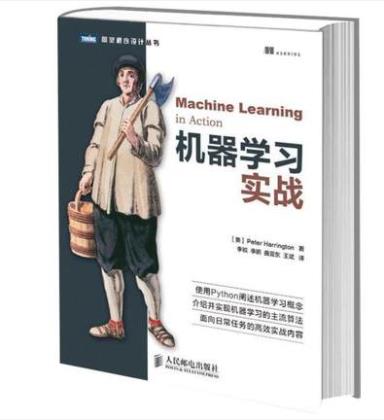 TURING
图灵程序设计丛书
MANNING
Machine Learning
in Action
机器学习
实战
[美] Peter Harrington 著
李锐 李鹏 曲亚东 王斌 译
使用Python阐述机器学习概念
介绍并实现机器学习的主流算法
面向日常任务的高效实战内容
人民邮电出版社